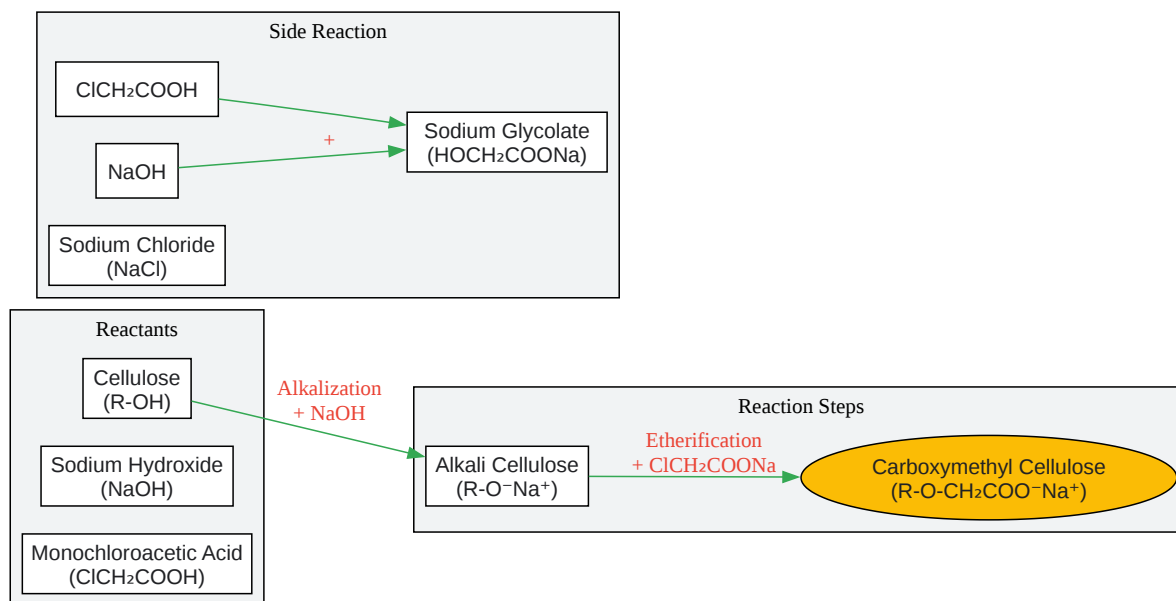 Side Reaction
ClCH₂COOH
+
NaOH
Sodium Glycolate
(HOCH₂COONa)
Sodium Chloride
(NaCl)
Reactants
Cellulose
(R-OH)
Sodium Hydroxide
(NaOH)
Monochloroacetic Acid
(ClCH₂COOH)
Alkalization
+ NaOH
Reaction Steps
Alkali Cellulose
(R-O⁻Na⁺)
Etherification
+ ClCH₂COONa
Carboxymethyl Cellulose
(R-O-CH₂COO⁻Na⁺)